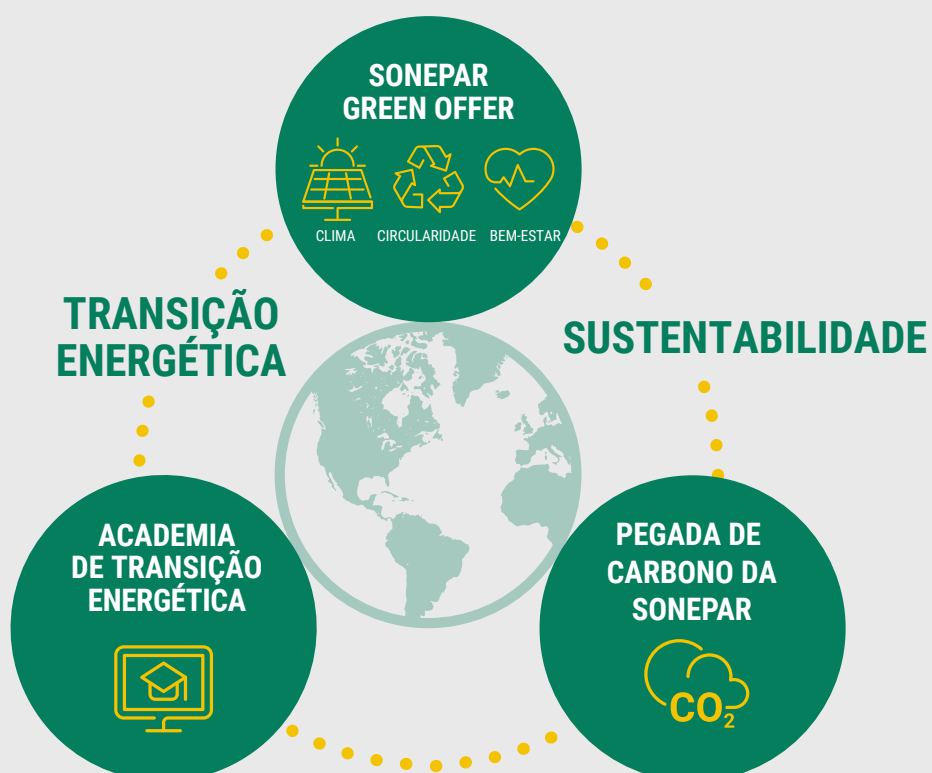 SONEPAR
GREEN OFFER
CLIMA CIRCULARIDADE BEM-ESTAR
TRANSIÇÃO
ENERGÉTICA
SUSTENTABILIDADE
ACADEMIA
DE TRANSIÇÃO
ENERGÉTICA
PEGADA DE
CARBONO DA
SONEPAR
CO₂